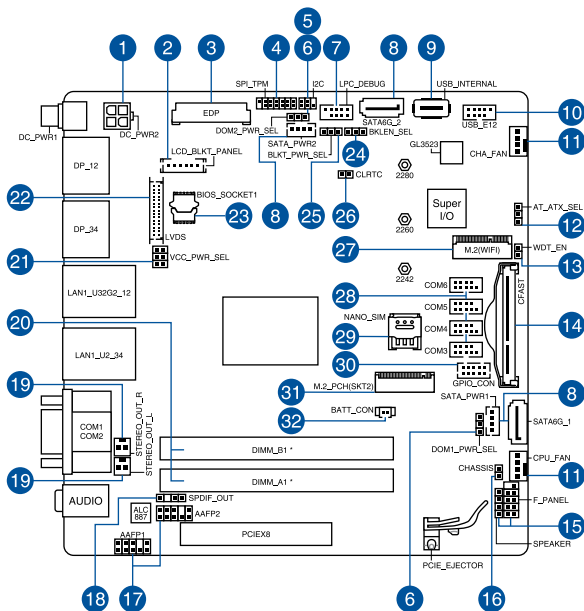 5
1 2 3 4 6 7 8 9
SPI_TPM I2C LPC_DEBUG USB_INTERNAL
10
EDP
DC_PWR1 DC_PWR2 DOM2_PWR_SEL SATA6G_2 USB_E12
SATA_PWR2 BKLEN_SEL
LCD_BLKT_PANEL BLKT_PWR_SEL 24 GL3523 CHA_FAN 11
DP_12
CLRTC 2280
22 BIOS_SOCKET1 8 25 26
23 Super
I/O AT_ATX_SEL
12
DP_34 2260
LVDS 27 M.2(WIFI) WDT_EN
21 VCC_PWR_SEL 13
2242
LAN1_U32G2_12 COM6 CFAST
28 COM5 14
20 NANO_SIM COM4
29
LAN1_U2_34 COM3
30
31 GPIO_CON
M.2_PCH(SKT2) 8
19 STEREO_OUT_R
STEREO_OUT_L
32 BATT_CON SATA_PWR1
SATA6G_1
COM1
COM2
DOM1_PWR_SEL
DIMM_B1 *
CPU_FAN
19 CHASSIS 11
DIMM_A1 *
AUDIO SPDIF_OUT F_PANEL
ALC
887
AAFP2
15
AAFP1 PCIEX8 SPEAKER
PCIE_EJECTOR
18 17 6 16